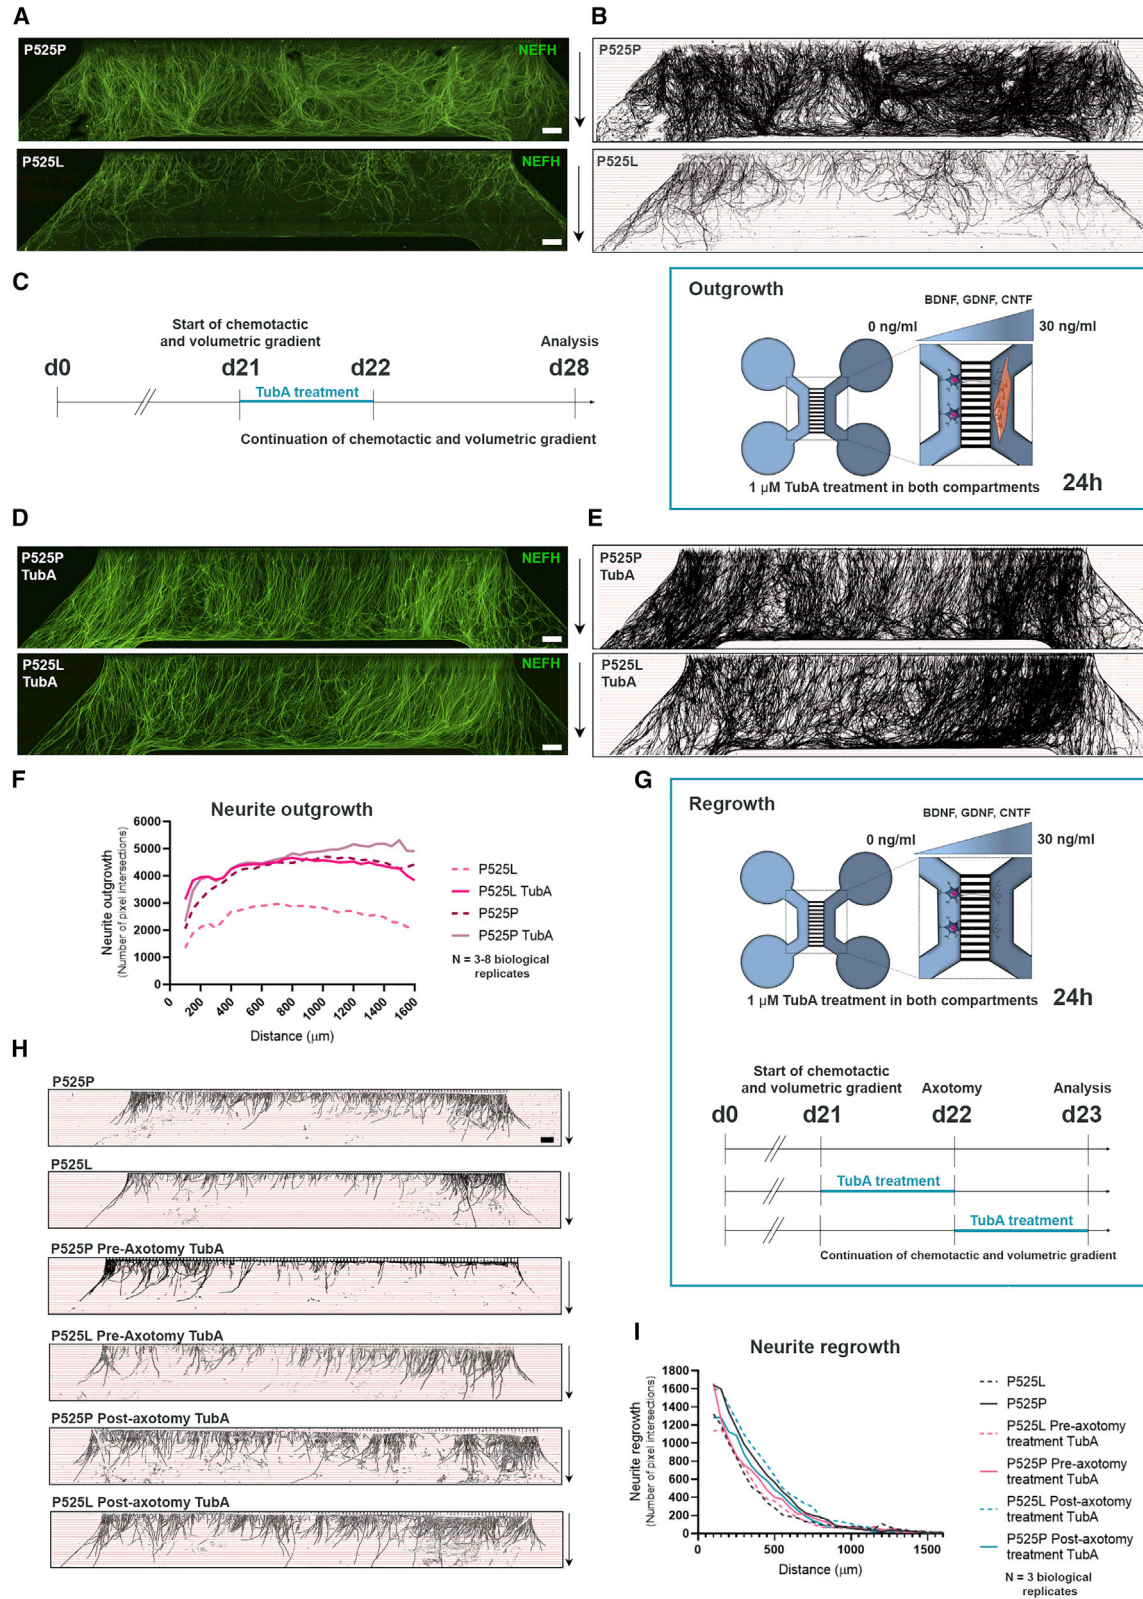 A
P525P
NEFH
P525L
NEFH
B
P525P
P525L
C
Start of chemotactic
and volumetric gradient
Analysis
d0
d21
d22
d28
TubA treatment
Continuation of chemotactic and volumetric gradient
Outgrowth
BDNF, GDNF, CNTF
0 ng/ml
30 ng/ml
1 µM TubA treatment in both compartments
24h
D
P525P
TubA
NEFH
P525L
TubA
NEFH
E
P525P
TubA
P525L
TubA
F
Neurite outgrowth
Neurite outgrowth
(Number of pixel intersections)
6000
5000
4000
3000
2000
1000
0
0
200
400
600
800
1000
1200
1400
1600
Distance (µm)
P525L
P525L TubA
P525P
P525P TubA
N = 3-8 biological
replicates
G
Regrowth
BDNF, GDNF, CNTF
0 ng/ml
30 ng/ml
1 µM TubA treatment in both compartments
24h
Start of chemotactic
and volumetric gradient
Axotomy
Analysis
d0
d21
d22
d23
TubA treatment
TubA treatment
Continuation of chemotactic and volumetric gradient
H
P525P
P525L
P525P Pre-Axotomy TubA
P525L Pre-Axotomy TubA
P525P Post-axotomy TubA
P525L Post-axotomy TubA
I
Neurite regrowth
Neurite regrowth
(Number of pixel intersections)
1800
1600
1400
1200
1000
800
600
400
200
0
0
500
1000
1500
Distance (µm)
P525L
P525P
P525L Pre-axotomy
treatment TubA
P525P Pre-axotomy
treatment TubA
P525L Post-axotomy
treatment TubA
P525P Post-axotomy
treatment TubA
N = 3 biological
replicates